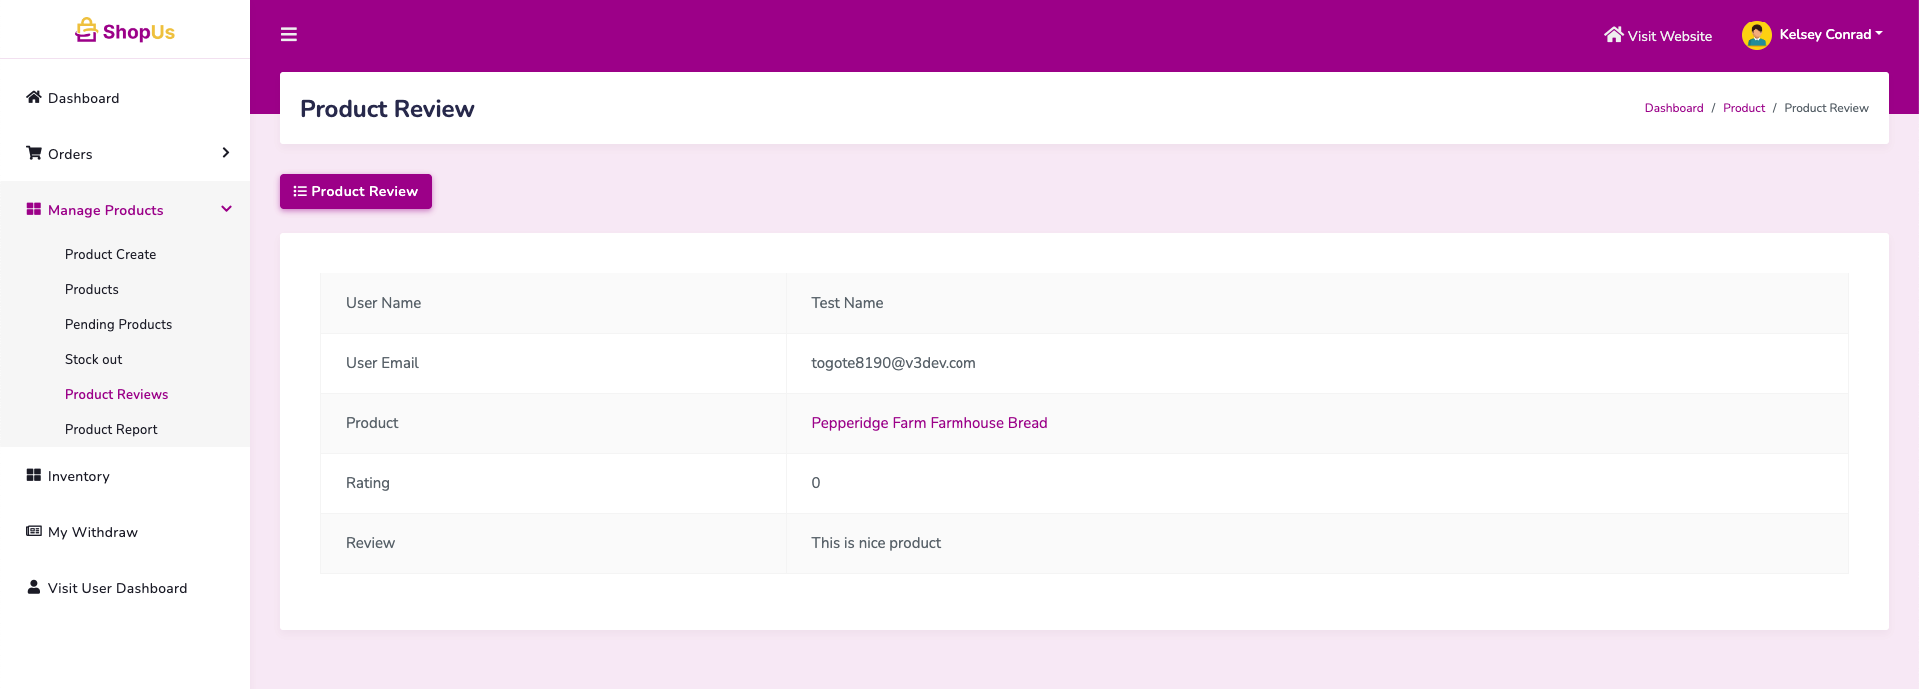 ShopUs
Visit Website
Kelsey Conrad
Dashboard
Orders
Manage Products
Product Create
Products
Pending Products
Stock out
Product Reviews
Product Report
Inventory
My Withdraw
Visit User Dashboard
Product Review
Dashboard / Product / Product Review
Product Review
User Name Test Name
User Email togote8190@v3dev.com
Product Pepperidge Farm Farmhouse Bread
Rating 0
Review This is nice product